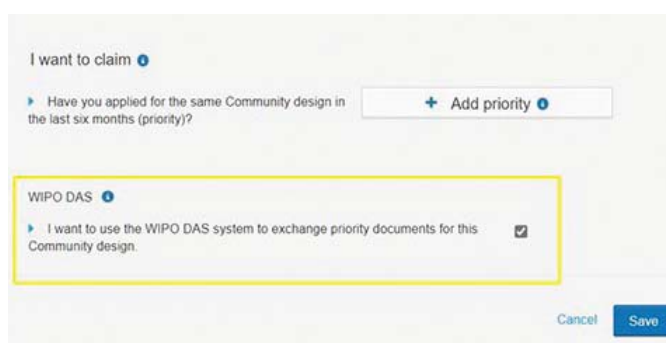 I want to claim
Have you applied for the same Community design in
the last six months (priority)?
+ Add priority
WIPO DAS
I want to use the WIPO DAS system to exchange priority documents for this
Community design.
Cancel
Save